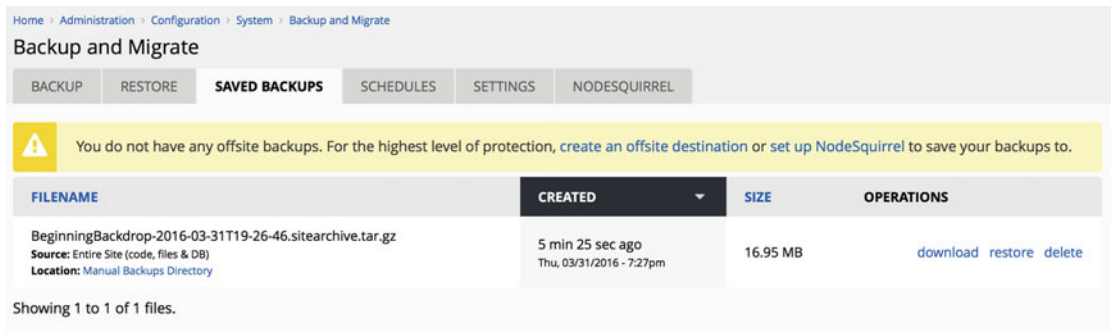 Home › Administration › Configuration › System › Backup and Migrate
Backup and Migrate
BACKUP RESTORE SAVED BACKUPS SCHEDULES SETTINGS NODESQUIRREL
You do not have any offsite backups. For the highest level of protection, create an offsite destination or set up NodeSquirrel to save your backups to.
FILENAME CREATED SIZE OPERATIONS
BeginningBackdrop-2016-03-31T19-26-46.sitearchive.tar.gz
Source: Entire Site (code, files & DB)
Location: Manual Backups Directory
5 min 25 sec ago
Thu, 03/31/2016 - 7:27pm
16.95 MB
download restore delete
Showing 1 to 1 of 1 files.